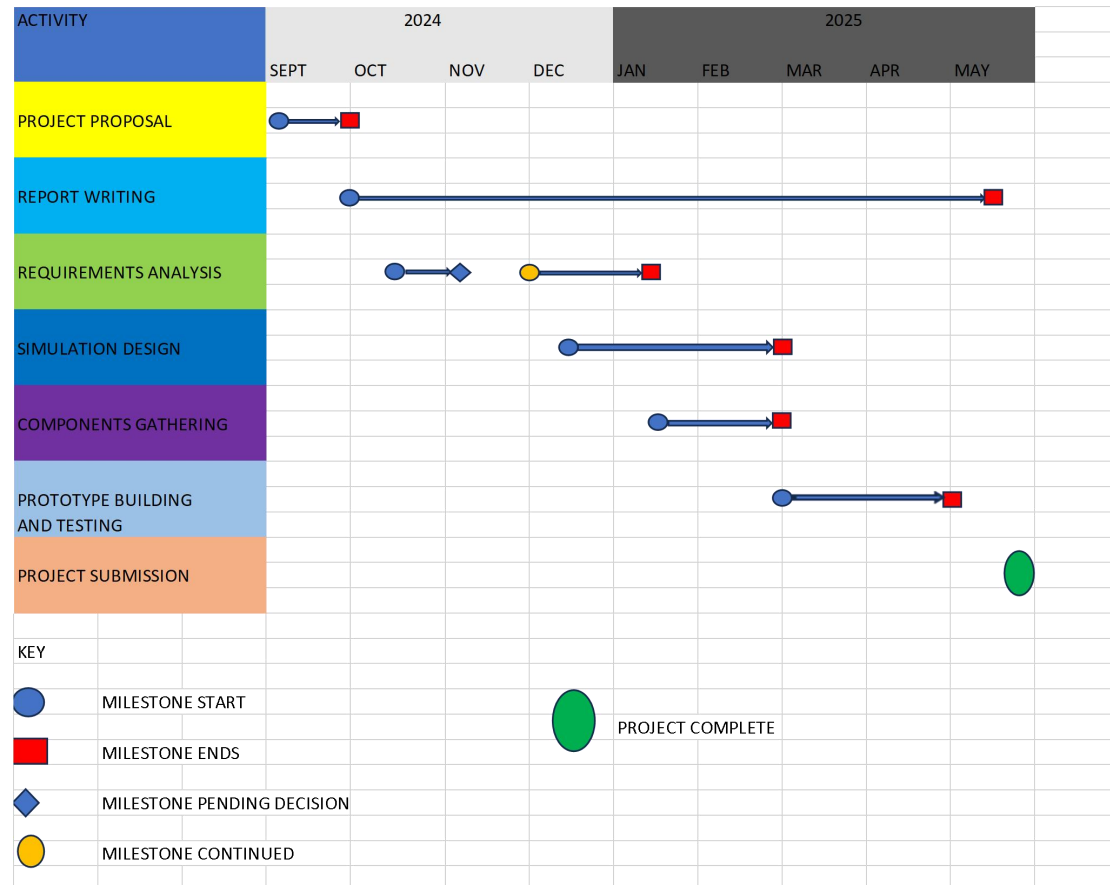 ACTIVITY
2024
2025
SEPT OCT NOV DEC JAN FEB MAR APR MAY
PROJECT PROPOSAL
REPORT WRITING
REQUIREMENTS ANALYSIS
SIMULATION DESIGN
COMPONENTS GATHERING
PROTOTYPE BUILDING
AND TESTING
PROJECT SUBMISSION
KEY
MILESTONE START
PROJECT COMPLETE
MILESTONE ENDS
MILESTONE PENDING DECISION
MILESTONE CONTINUED